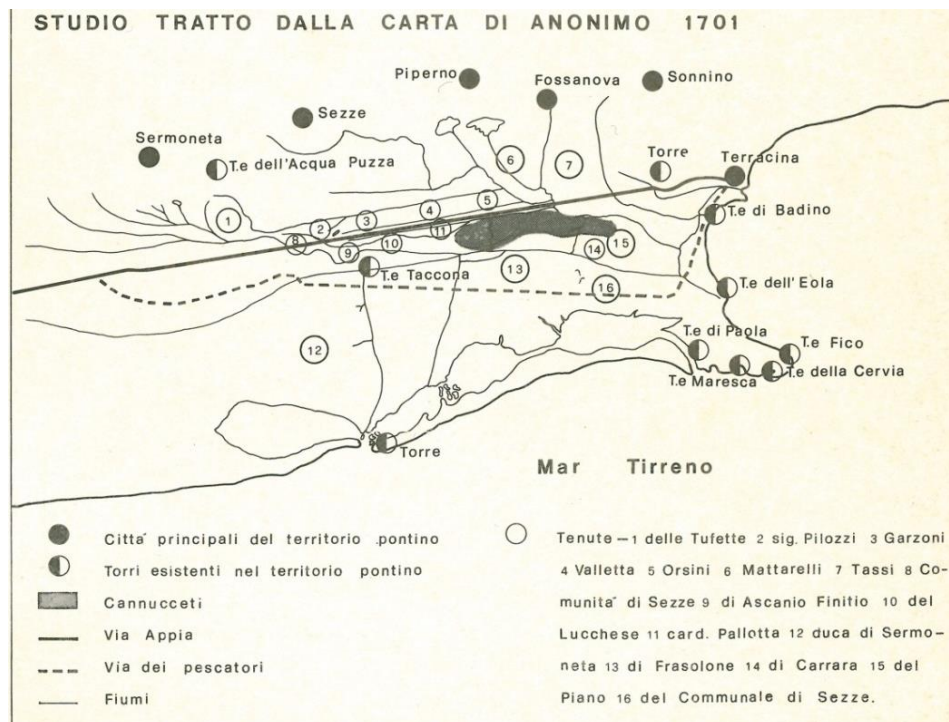 STUDIO TRATTO DALLA CARTA DI ANONIMO 1701
Piperno
Fossanova
Sonnino
Sezze
Sermoneta
T.e dell'Acqua Puzza
Torre
Terracina
6
7
1
2
3
4
5
T.e di Badino
8
9
10
11
14
15
T.e Taccona
13
16
T.e dell'Eola
12
T.e di Paola
T.e Fico
T.e Maresca
T.e della Cervia
Torre
Mar Tirreno
Citta' principali del territorio .pontino
Torri esistenti nel territorio pontino
Cannucceti
Via Appia
Via dei pescatori
Fiumi
Tenute — 1 delle Tufette 2 sig. Pilozzi 3 Garzoni
4 Valletta 5 Orsini 6 Mattarelli 7 Tassi 8 Co-
munita' di Sezze 9 di Ascanio Finitio 10 del
Lucchese 11 card. Pallotta 12 duca di Sermo-
neta 13 di Frasolone 14 di Carrara 15 del
Piano 16 del Communale di Sezze.